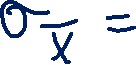 σ_x̅ =